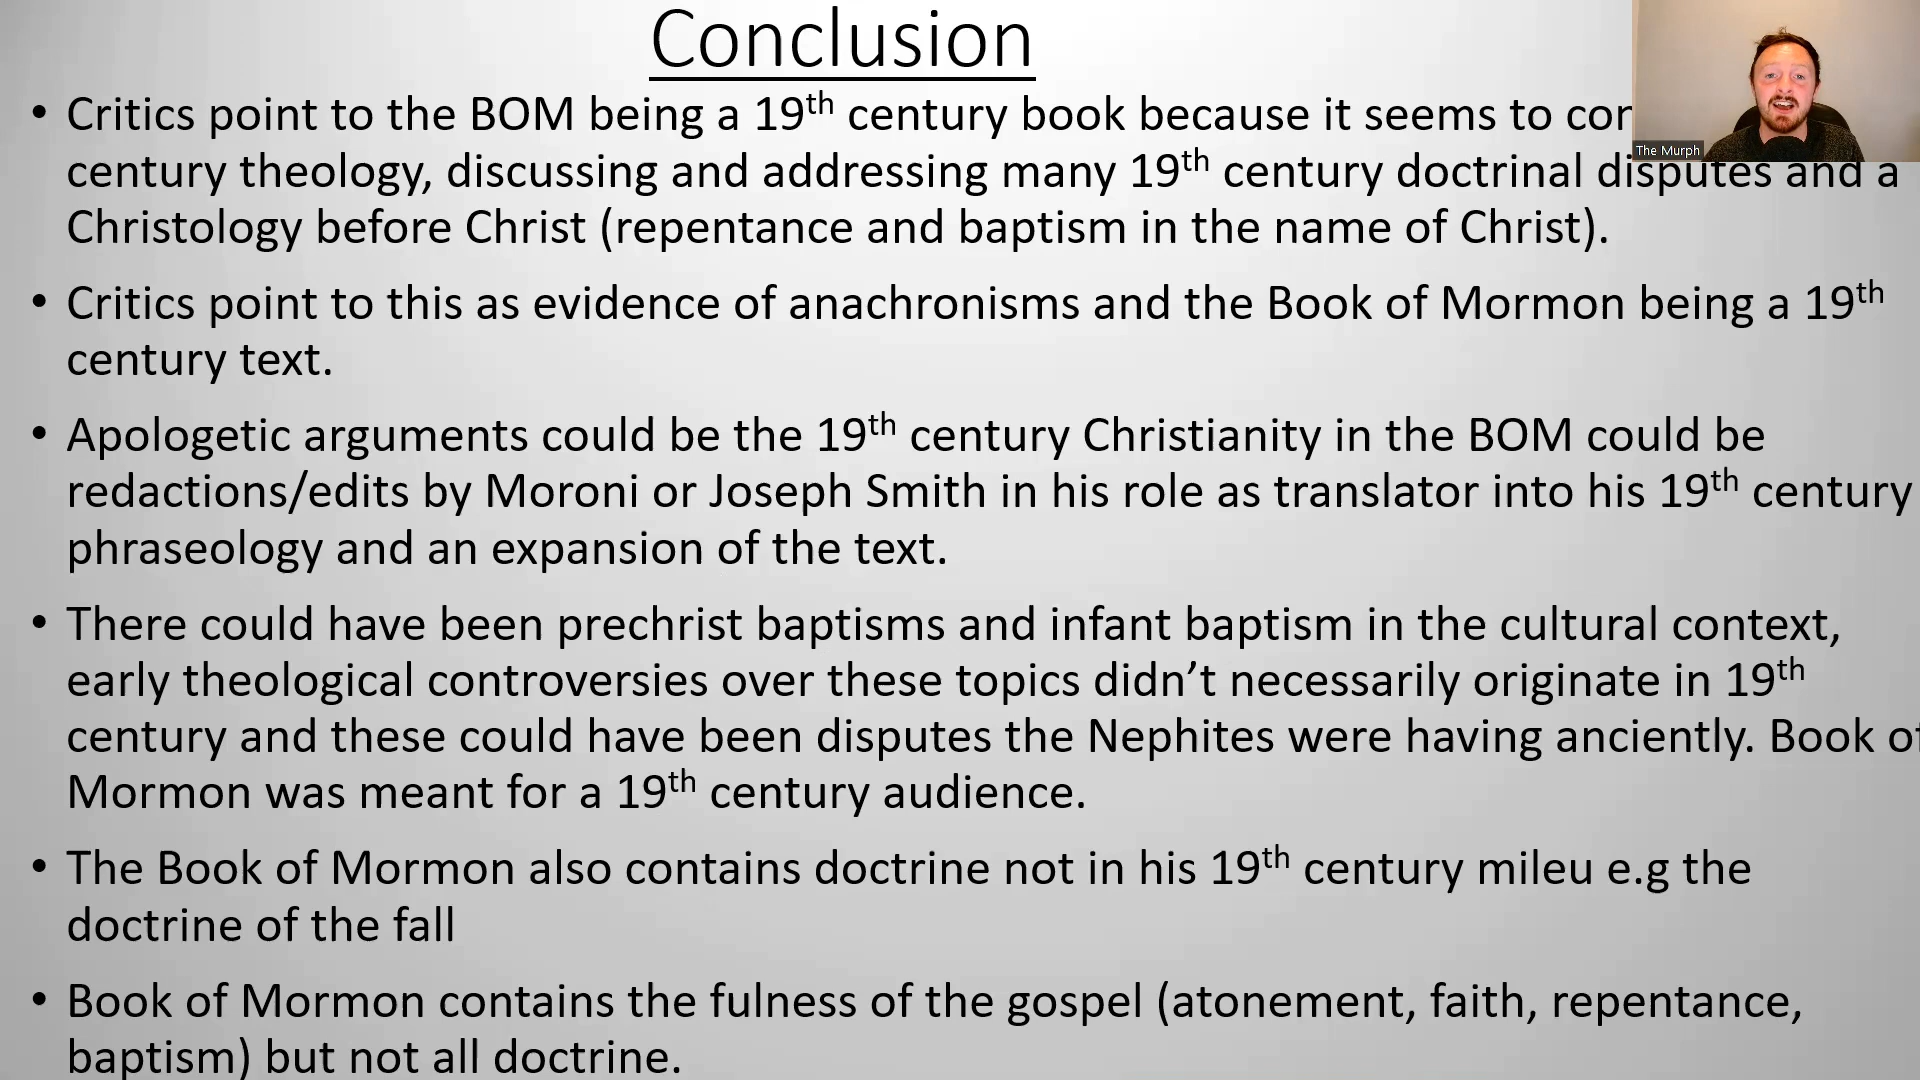 Conclusion
• Critics point to the BOM being a 19th century book because it seems to
The Murph
century theology, discussing and addressing many 19th century doctrinal disputes and a
Christology before Christ (repentance and baptism in the name of Christ).
• Critics point to this as evidence of anachronisms and the Book of Mormon being a 19th
century text.
• Apologetic arguments could be the 19th century Christianity in the BOM could be
redactions/edits by Moroni or Joseph Smith in his role as translator into his 19th century
phraseology and an expansion of the text.
• There could have been prechrist baptisms and infant baptism in the cultural context,
early theological controversies over these topics didn’t necessarily originate in 19th
century and these could have been disputes the Nephites were having anciently. Book of
Mormon was meant for a 19th century audience.
• The Book of Mormon also contains doctrine not in his 19th century mileu e.g the
doctrine of the fall
• Book of Mormon contains the fulness of the gospel (atonement, faith, repentance,
baptism) but not all doctrine.